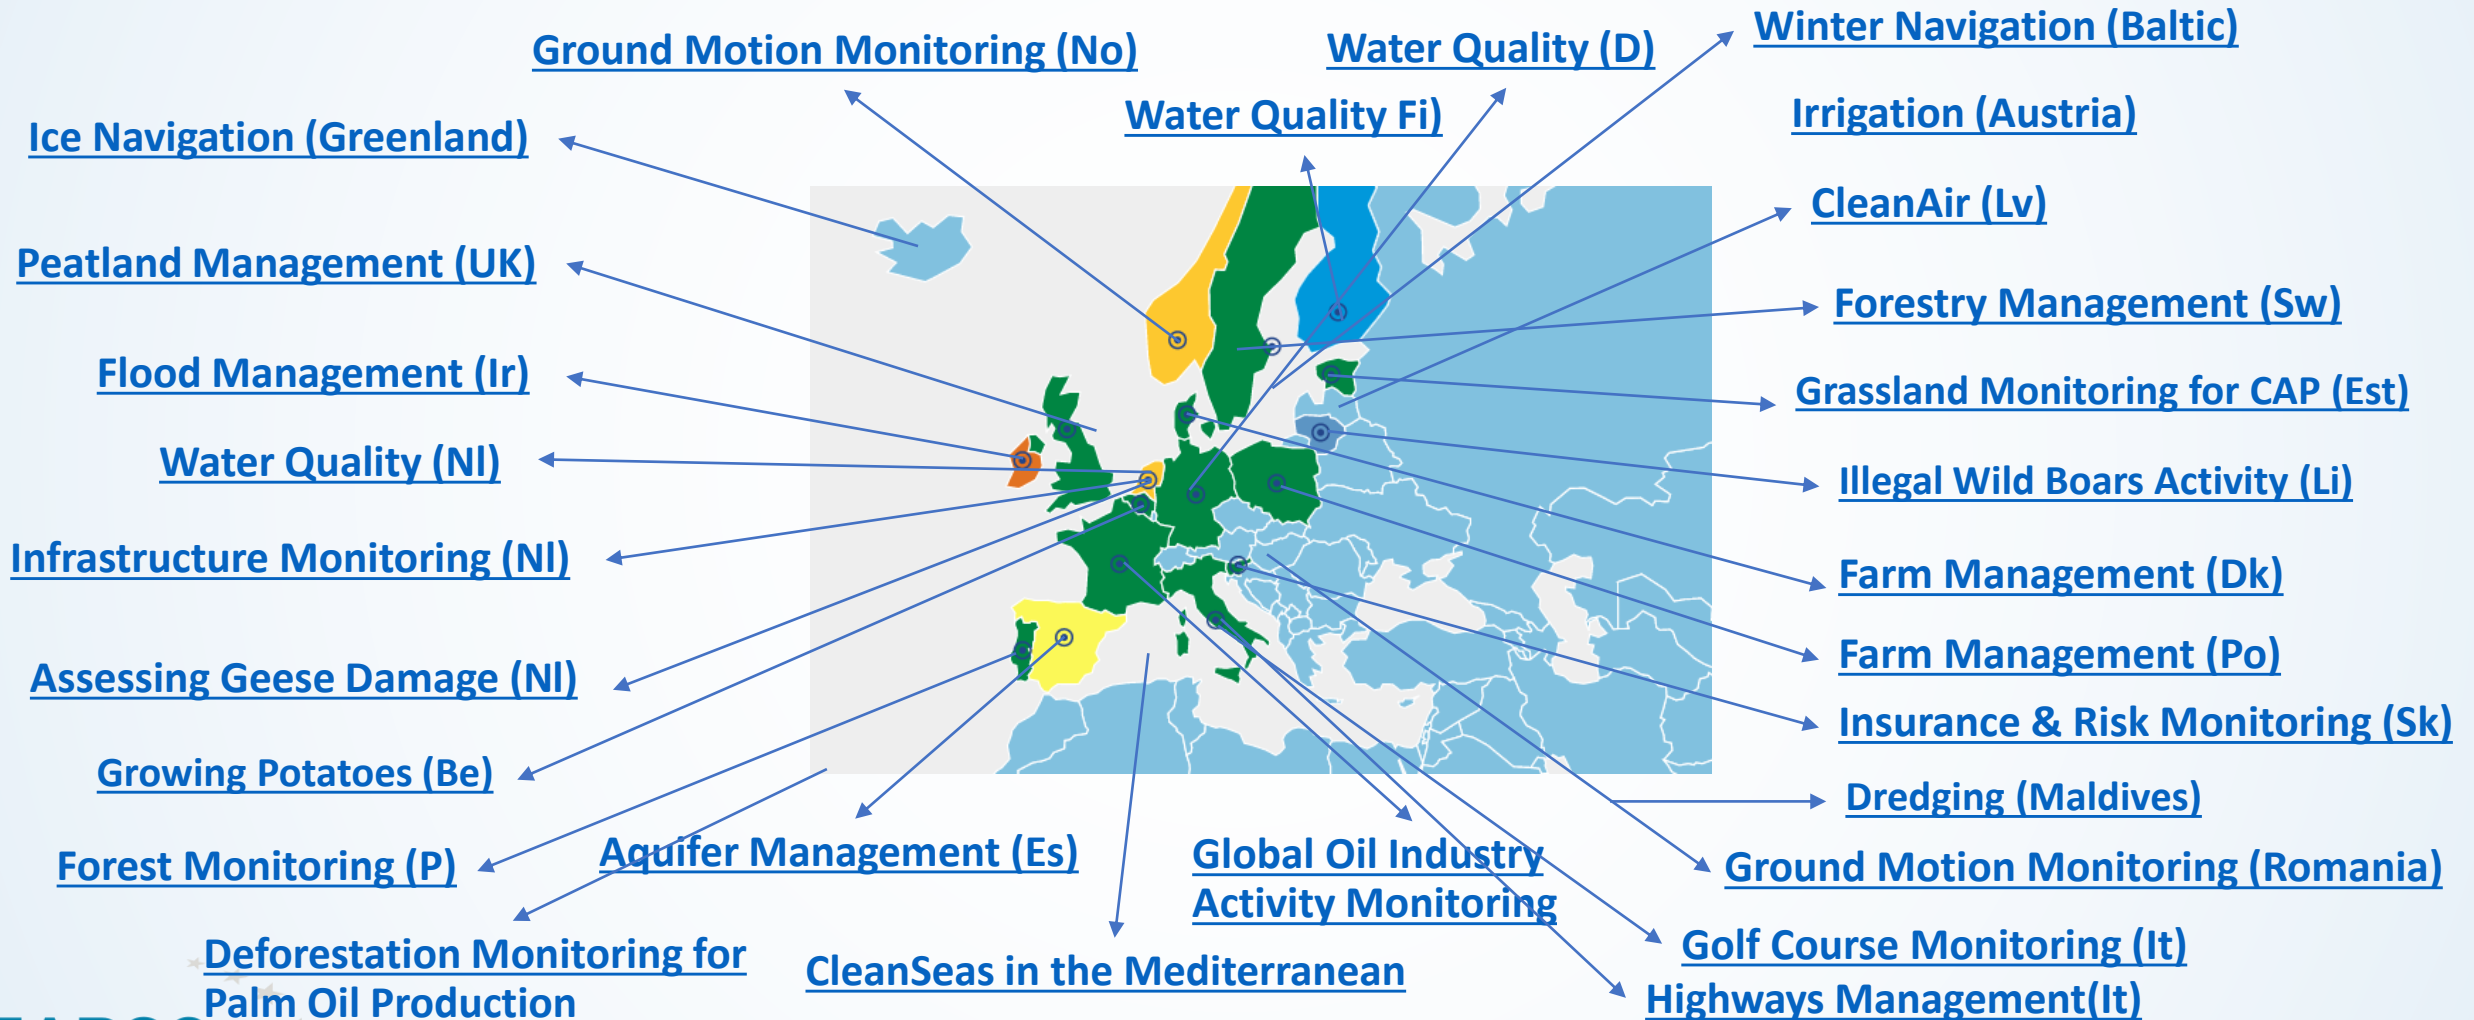 Winter Navigation (Baltic)
Ground Motion Monitoring (No)
Water Quality (D)
Water Quality Fi)
Irrigation (Austria)
Ice Navigation (Greenland)
CleanAir (Lv)
Peatland Management (UK)
Forestry Management (Sw)
Flood Management (Ir)
Grassland Monitoring for CAP (Est)
Water Quality (Nl)
Illegal Wild Boars Activity (Li)
Infrastructure Monitoring (Nl)
Farm Management (Dk)
Farm Management (Po)
Assessing Geese Damage (Nl)
Insurance & Risk Monitoring (Sk)
Growing Potatoes (Be)
Dredging (Maldives)
Forest Monitoring (P)
Aquifer Management (Es)
Global Oil Industry
Activity Monitoring
Ground Motion Monitoring (Romania)
Golf Course Monitoring (It)
Deforestation Monitoring for
Palm Oil Production
CleanSeas in the Mediterranean
Highways Management(It)